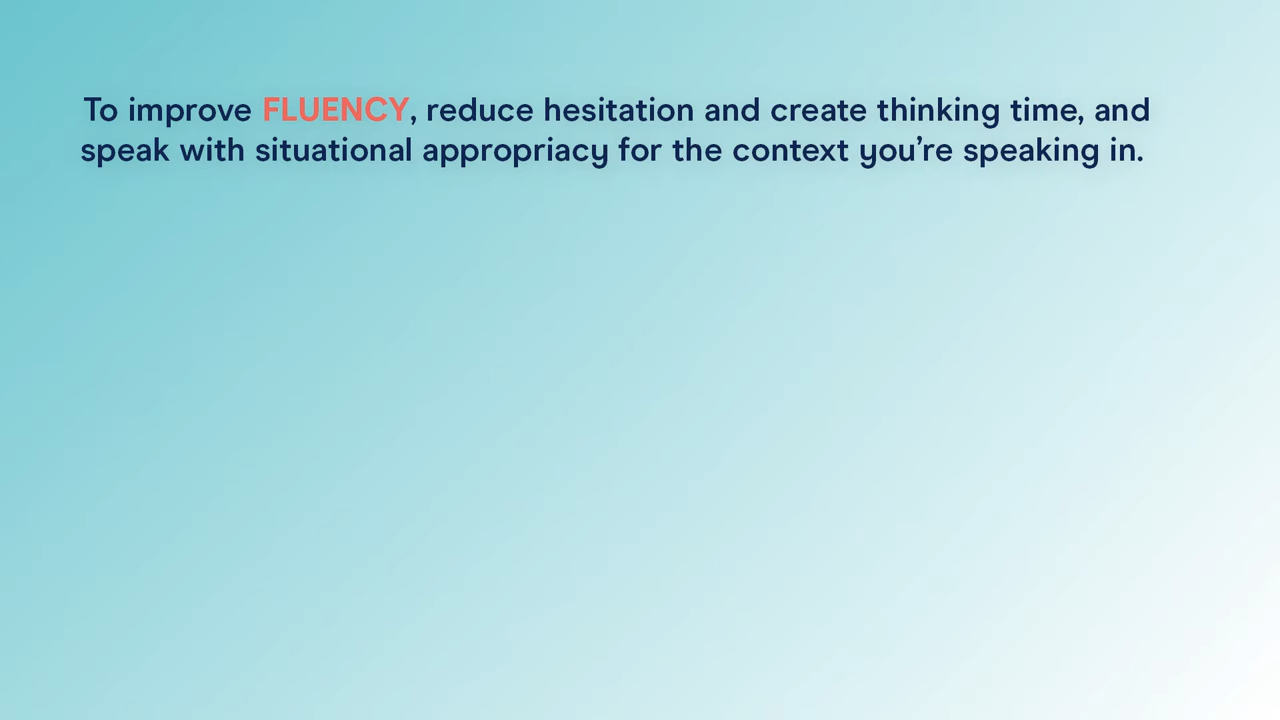 To improve FLUENCY, reduce hesitation and create thinking time, and
speak with situational appropriacy for the context you’re speaking in.